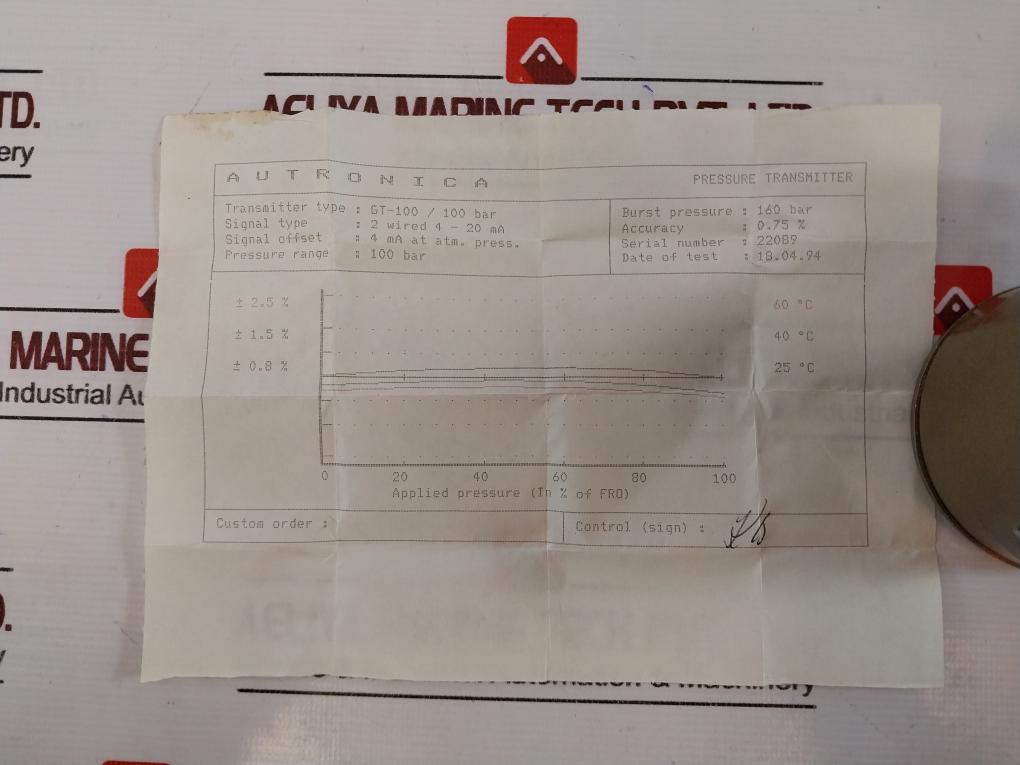 TD.
ery
AUTRONICA
PRESSURE TRANSMITTER
Transmitter type : GT-100 / 100 bar
Signal type : 2 wired 4 - 20 mA
Signal offset : 4 mA at atm. press.
Pressure range : 100 bar
Burst pressure : 160 bar
Accuracy : 0.75 %
Serial number : 22089
Date of test : 18.04.94
± 2.5 %
60 °C
± 1.5 %
40 °C
± 0.8 %
25 °C
0 20 40 60 80 100
Applied pressure (In % of FRO)
Custom order :
Control (sign) :
MARINE
Industrial Au